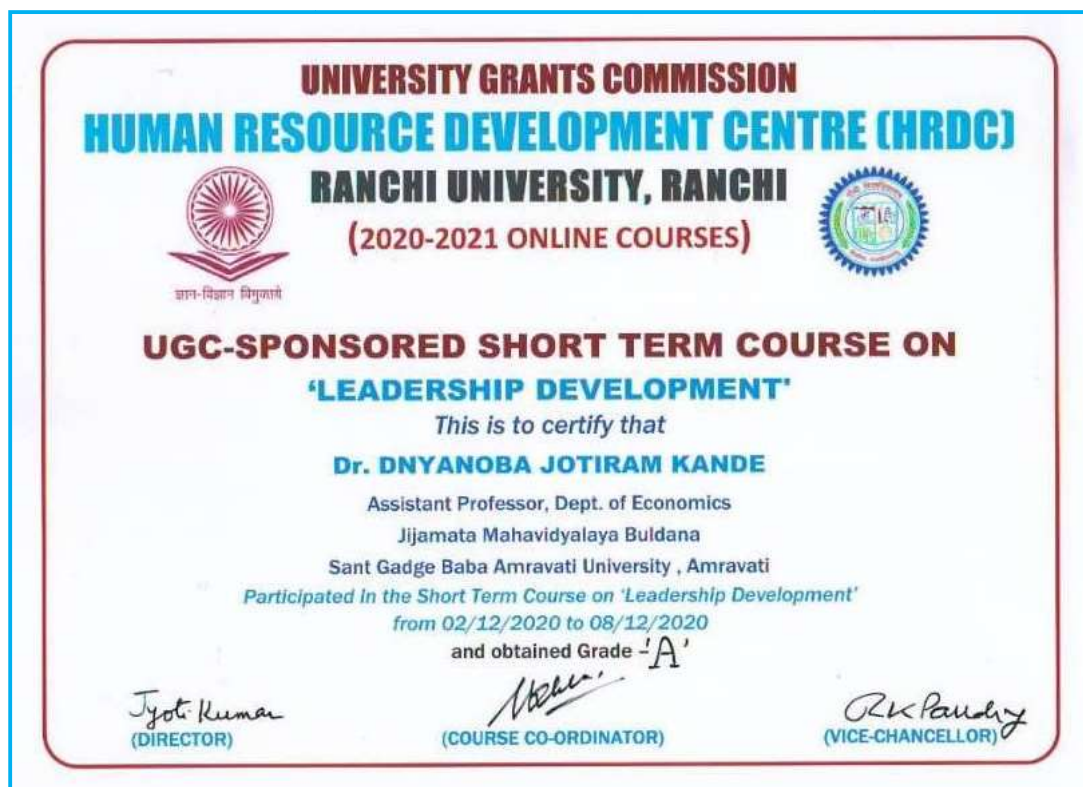 UNIVERSITY GRANTS COMMISSION
HUMAN RESOURCE DEVELOPMENT CENTRE (HRDC)
RANCHI UNIVERSITY, RANCHI
(2020-2021 ONLINE COURSES)
ज्ञान-विज्ञान विमुक्तये
UGC-SPONSORED SHORT TERM COURSE ON
‘LEADERSHIP DEVELOPMENT’
This is to certify that
Dr. DNYANOBA JOTIRAM KANDE
Assistant Professor, Dept. of Economics
Jijamata Mahavidyalaya Buldana
Sant Gadge Baba Amravati University , Amravati
Participated in the Short Term Course on ‘Leadership Development’
from 02/12/2020 to 08/12/2020
and obtained Grade -'A'
Jyoti Kumar
RK Pandey
(DIRECTOR)
(COURSE CO-ORDINATOR)
(VICE-CHANCELLOR)